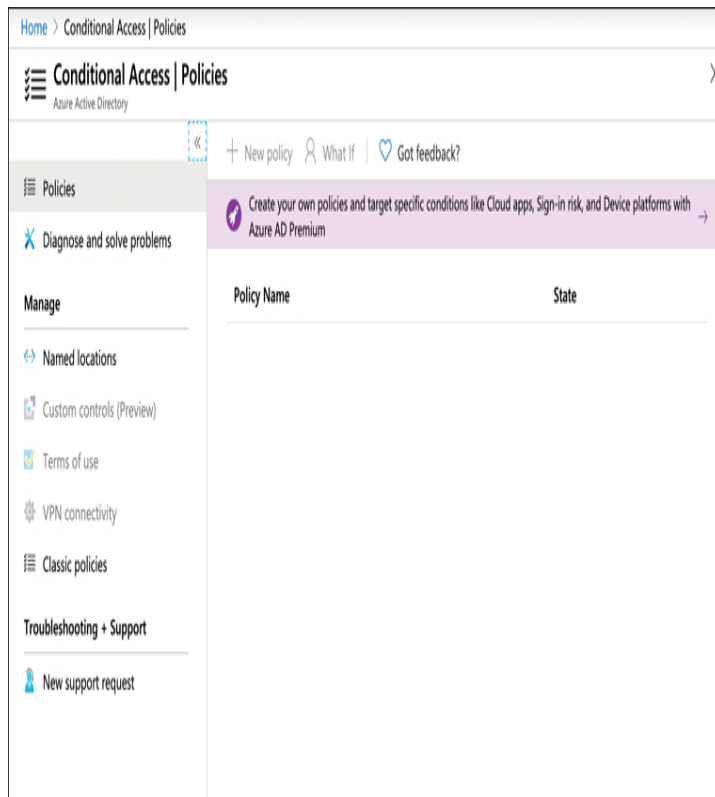 Home > Conditional Access | Policies
Conditional Access | Policies
Azure Active Directory
«
Policies
Diagnose and solve problems
Manage
Named locations
Custom controls (Preview)
Terms of use
VPN connectivity
Classic policies
Troubleshooting + Support
New support request
+ New policy What If | Got feedback?
Create your own policies and target specific conditions like Cloud apps, Sign-in risk, and Device platforms with
Azure AD Premium
Policy Name State